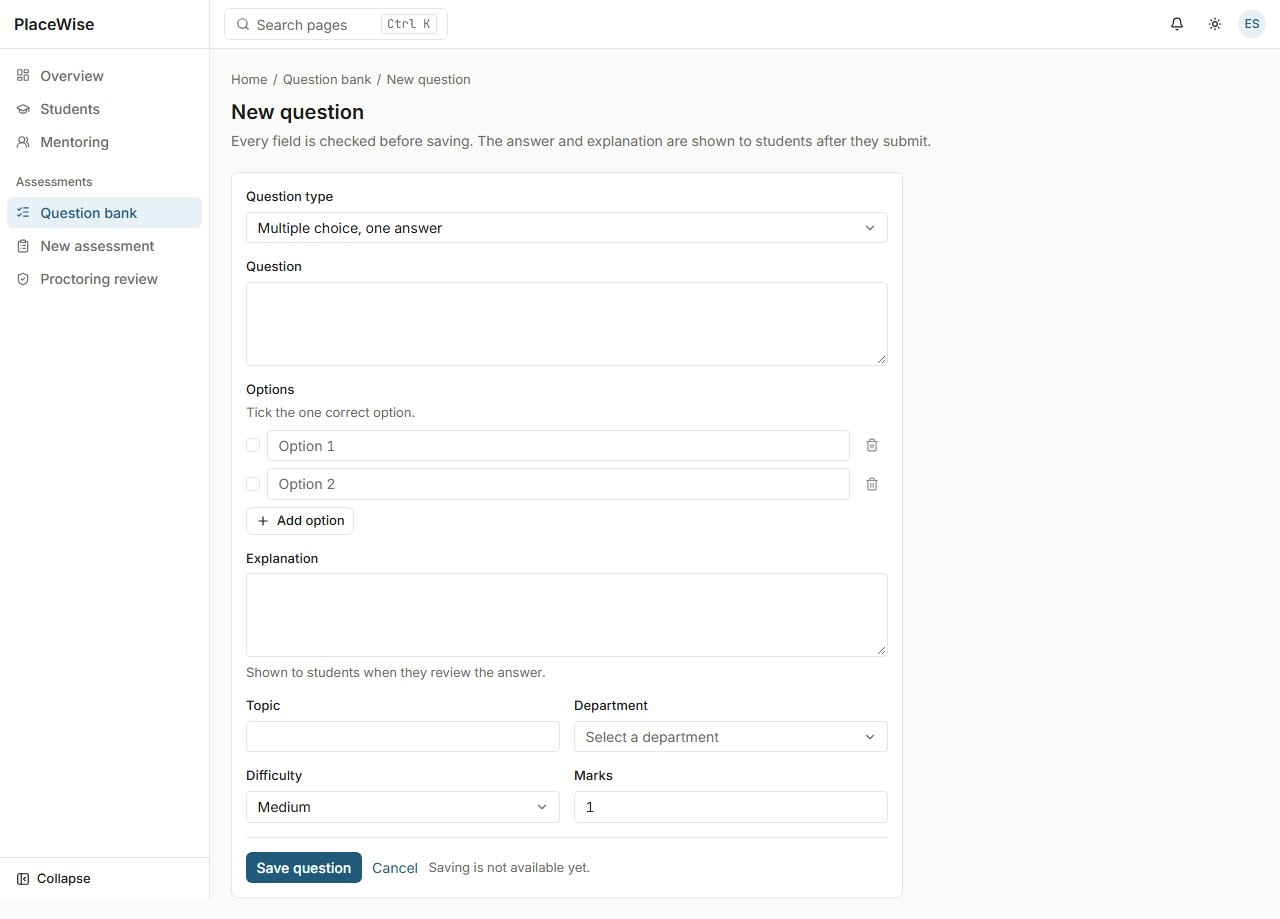 PlaceWise
Search pages
Ctrl K
ES
Overview
Students
Mentoring
Assessments
Question bank
New assessment
Proctoring review
Collapse
Home / Question bank / New question
New question
Every field is checked before saving. The answer and explanation are shown to students after they submit.
Question type
Multiple choice, one answer
Question
Options
Tick the one correct option.
Option 1
Option 2
Add option
Explanation
Shown to students when they review the answer.
Topic
Department
Select a department
Difficulty
Marks
Medium
1
Save question
Cancel
Saving is not available yet.